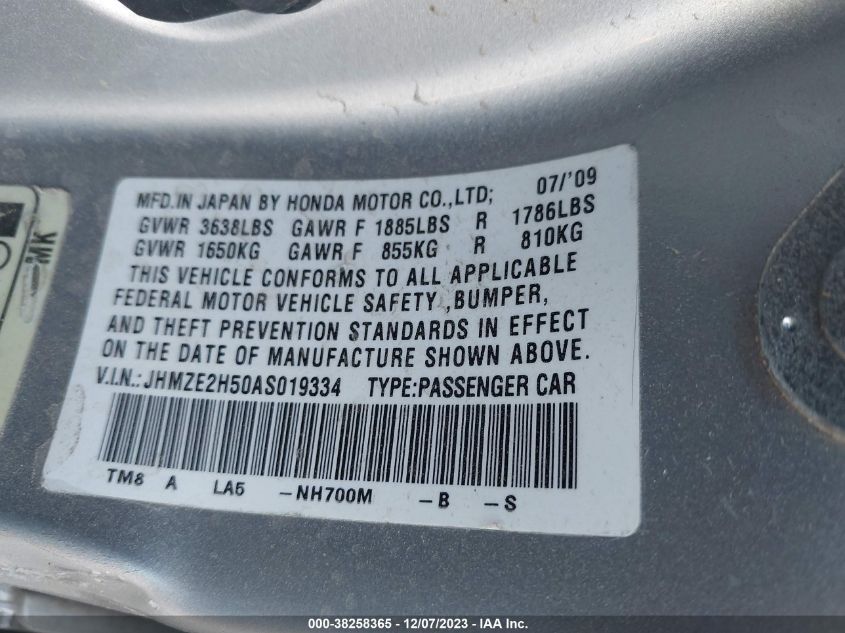 MFD.IN JAPAN BY HONDA MOTOR CO.,LTD; 07/'09
GVWR 3638LBS GAWR F 1885LBS R 1786LBS
GVWR 1650KG GAWR F 855KG R 810KG
THIS VEHICLE CONFORMS TO ALL APPLICABLE
FEDERAL MOTOR VEHICLE SAFETY ,BUMPER,
AND THEFT PREVENTION STANDARDS IN EFFECT
ON THE DATE OF MANUFACTURE SHOWN ABOVE.
V.I.N.: JHMZE2H50AS019334 TYPE:PASSENGER CAR
TM8 A LA5 -NH700M -B -S
MK
000-38258365 - 12/07/2023 - IAA Inc.